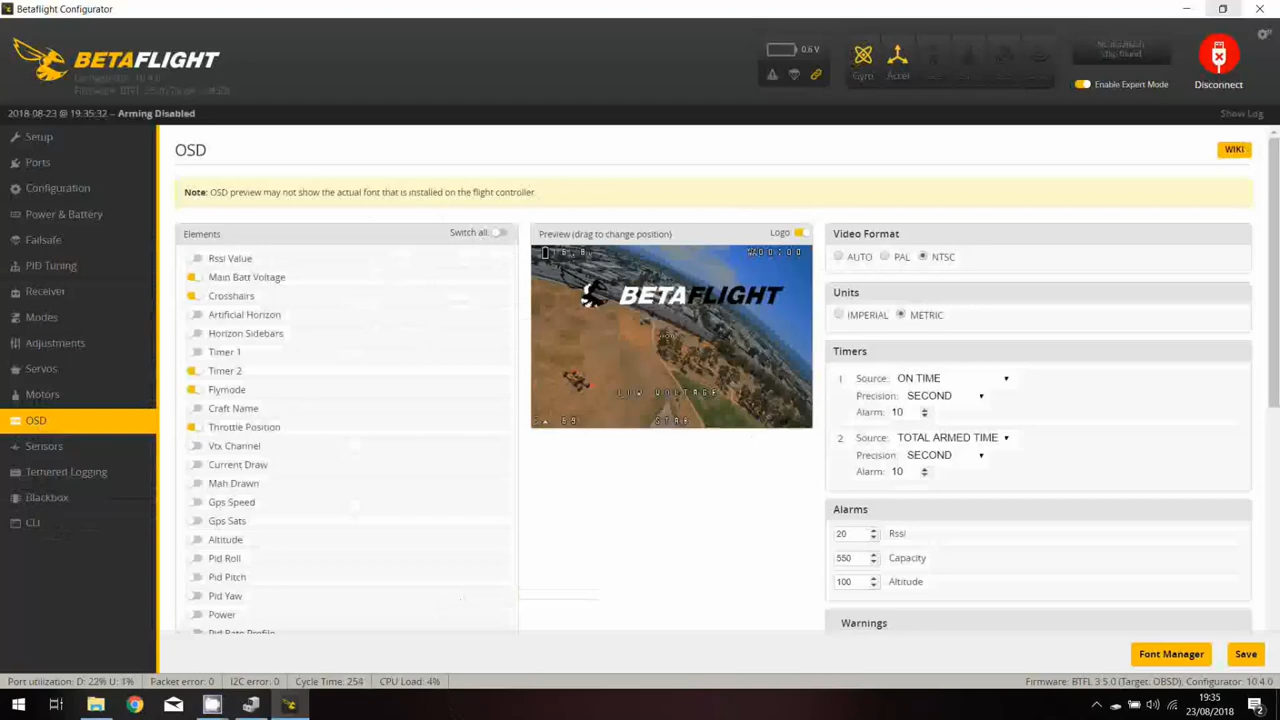 Betaflight Configurator
BETAFLIGHT
0.6 V
Gyro
Accel
Enable Expert Mode
Disconnect
2018-08-23 @ 19:35:32 -- Arming Disabled
Show Log
Setup
Ports
Configuration
Power & Battery
Failsafe
PID Tuning
Receiver
Modes
Adjustments
Servos
Motors
OSD
Sensors
Tethered Logging
Blackbox
CLI
OSD
WIKI
Note: OSD preview may not show the actual font that is installed on the flight controller.
Elements
Switch all
Rssi Value
Main Batt Voltage
Crosshairs
Artificial Horizon
Horizon Sidebars
Timer 1
Timer 2
Flymode
Craft Name
Throttle Position
Vtx Channel
Current Draw
Mah Drawn
Gps Speed
Gps Sats
Altitude
Pid Roll
Pid Pitch
Pid Yaw
Power
Pid Rate Profile
Preview (drag to change position)
Logo
BETAFLIGHT
LOW VOLTAGE
69
Video Format
AUTO PAL NTSC
Units
IMPERIAL METRIC
Timers
1 Source: ON TIME
Precision: SECOND
Alarm: 10
2 Source: TOTAL ARMED TIME
Precision: SECOND
Alarm: 10
Alarms
20 Rssi
550 Capacity
100 Altitude
Warnings
Font Manager
Save
Port utilization: D: 22% U: 1%
Packet error: 0
I2C error: 0
Cycle Time: 254
CPU Load: 4%
Firmware: BTFL 3.5.0 (Target: OBSD), Configurator: 10.4.0
19:35
23/08/2018
2